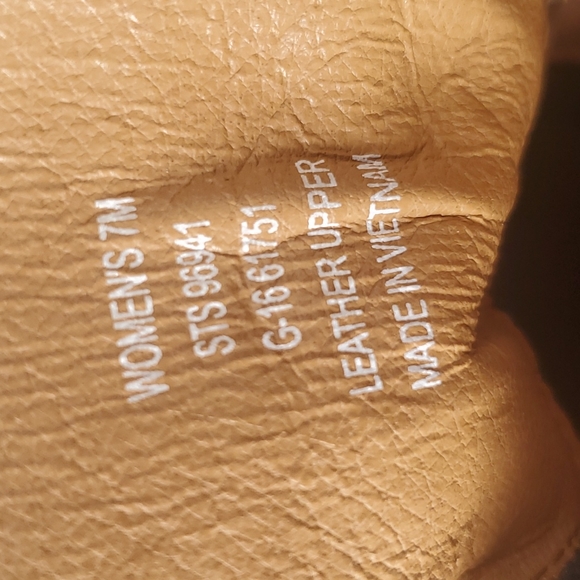 WOMEN'S 7M
STS 96941
G-16 61751
LEATHER UPPER
MADE IN VIETNAM